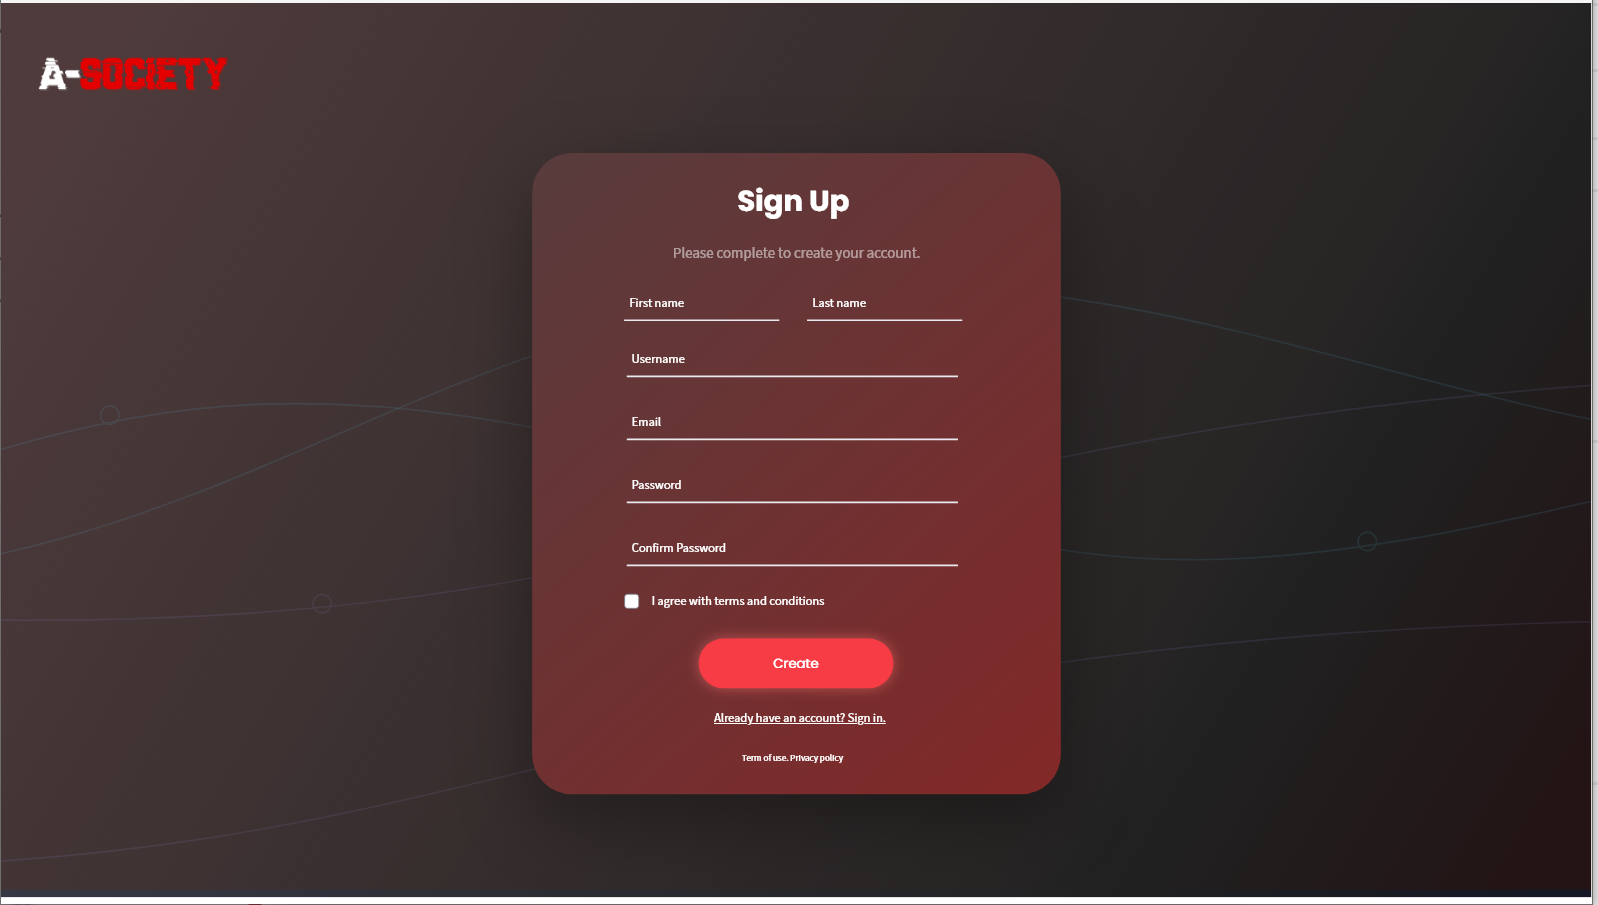 A-SOCIETY
Sign Up
Please complete to create your account.
First name Last name
Username
Email
Password
Confirm Password
I agree with terms and conditions
Create
Already have an account? Sign in.
Term of use. Privacy policy